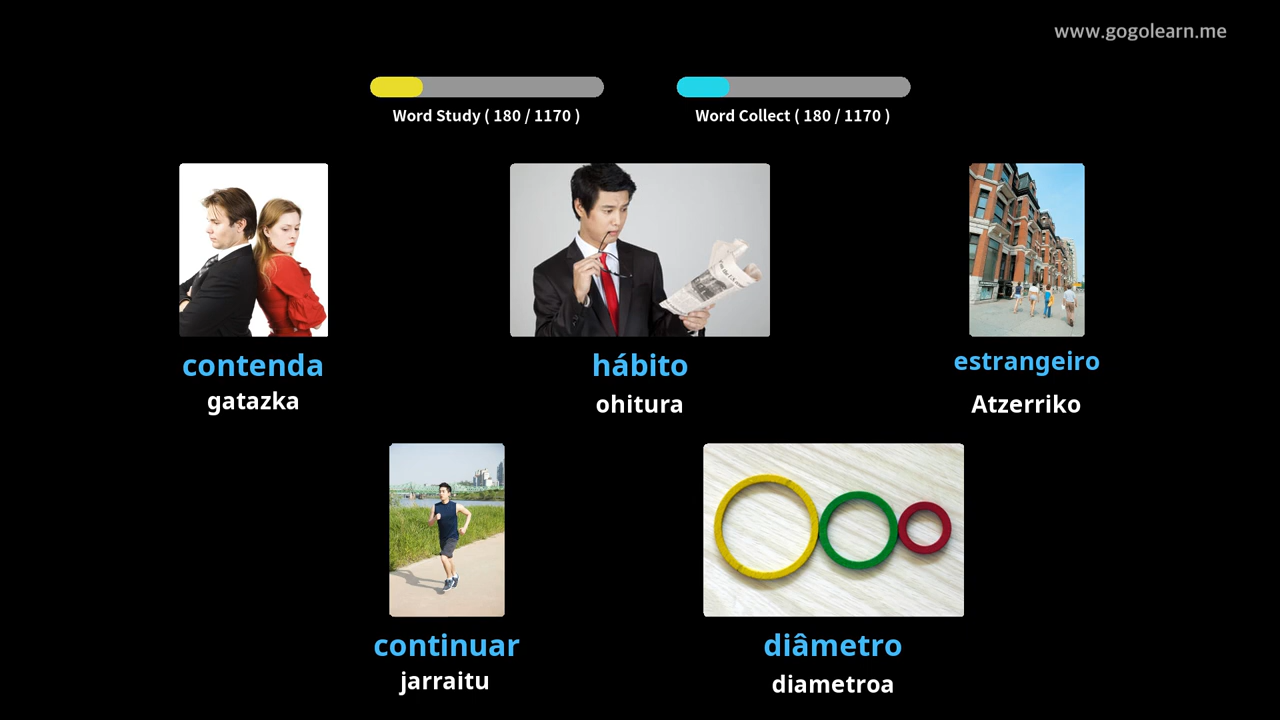 www.gogolearn.me
Word Study ( 180 / 1170 )
Word Collect ( 180 / 1170 )
contenda
gatazka
hábito
ohitura
estrangeiro
Atzerriko
continuar
jarraitu
diâmetro
diametroa